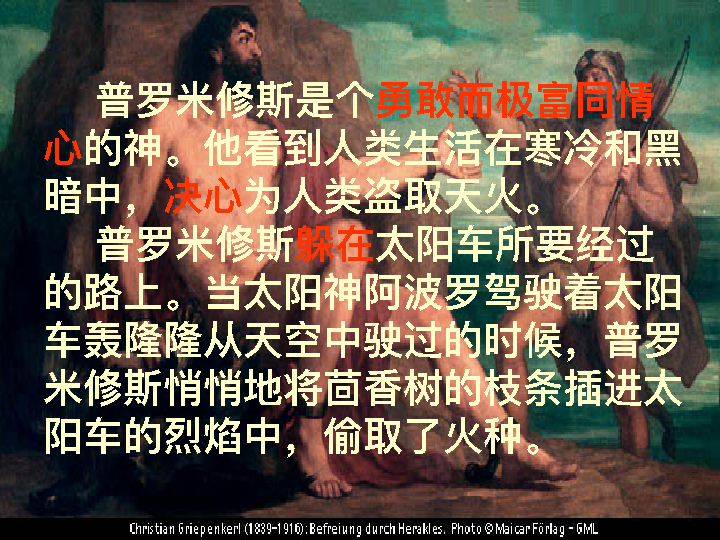 普罗米修斯是个勇敢而极富同情
心的神。他看到人类生活在寒冷和黑
暗中，决心为人类盗取天火。
普罗米修斯躲在太阳车所要经过
的路上。当太阳神阿波罗驾驶着太阳
车轰隆隆从天空中驶过的时候，普罗
米修斯悄悄地将茴香树的枝条插进太
阳车的烈焰中，偷取了火种。
Christian Griepenkerl (1839-1916): Befreiung durch Herakles. Photo © Maicar Förlag - GML